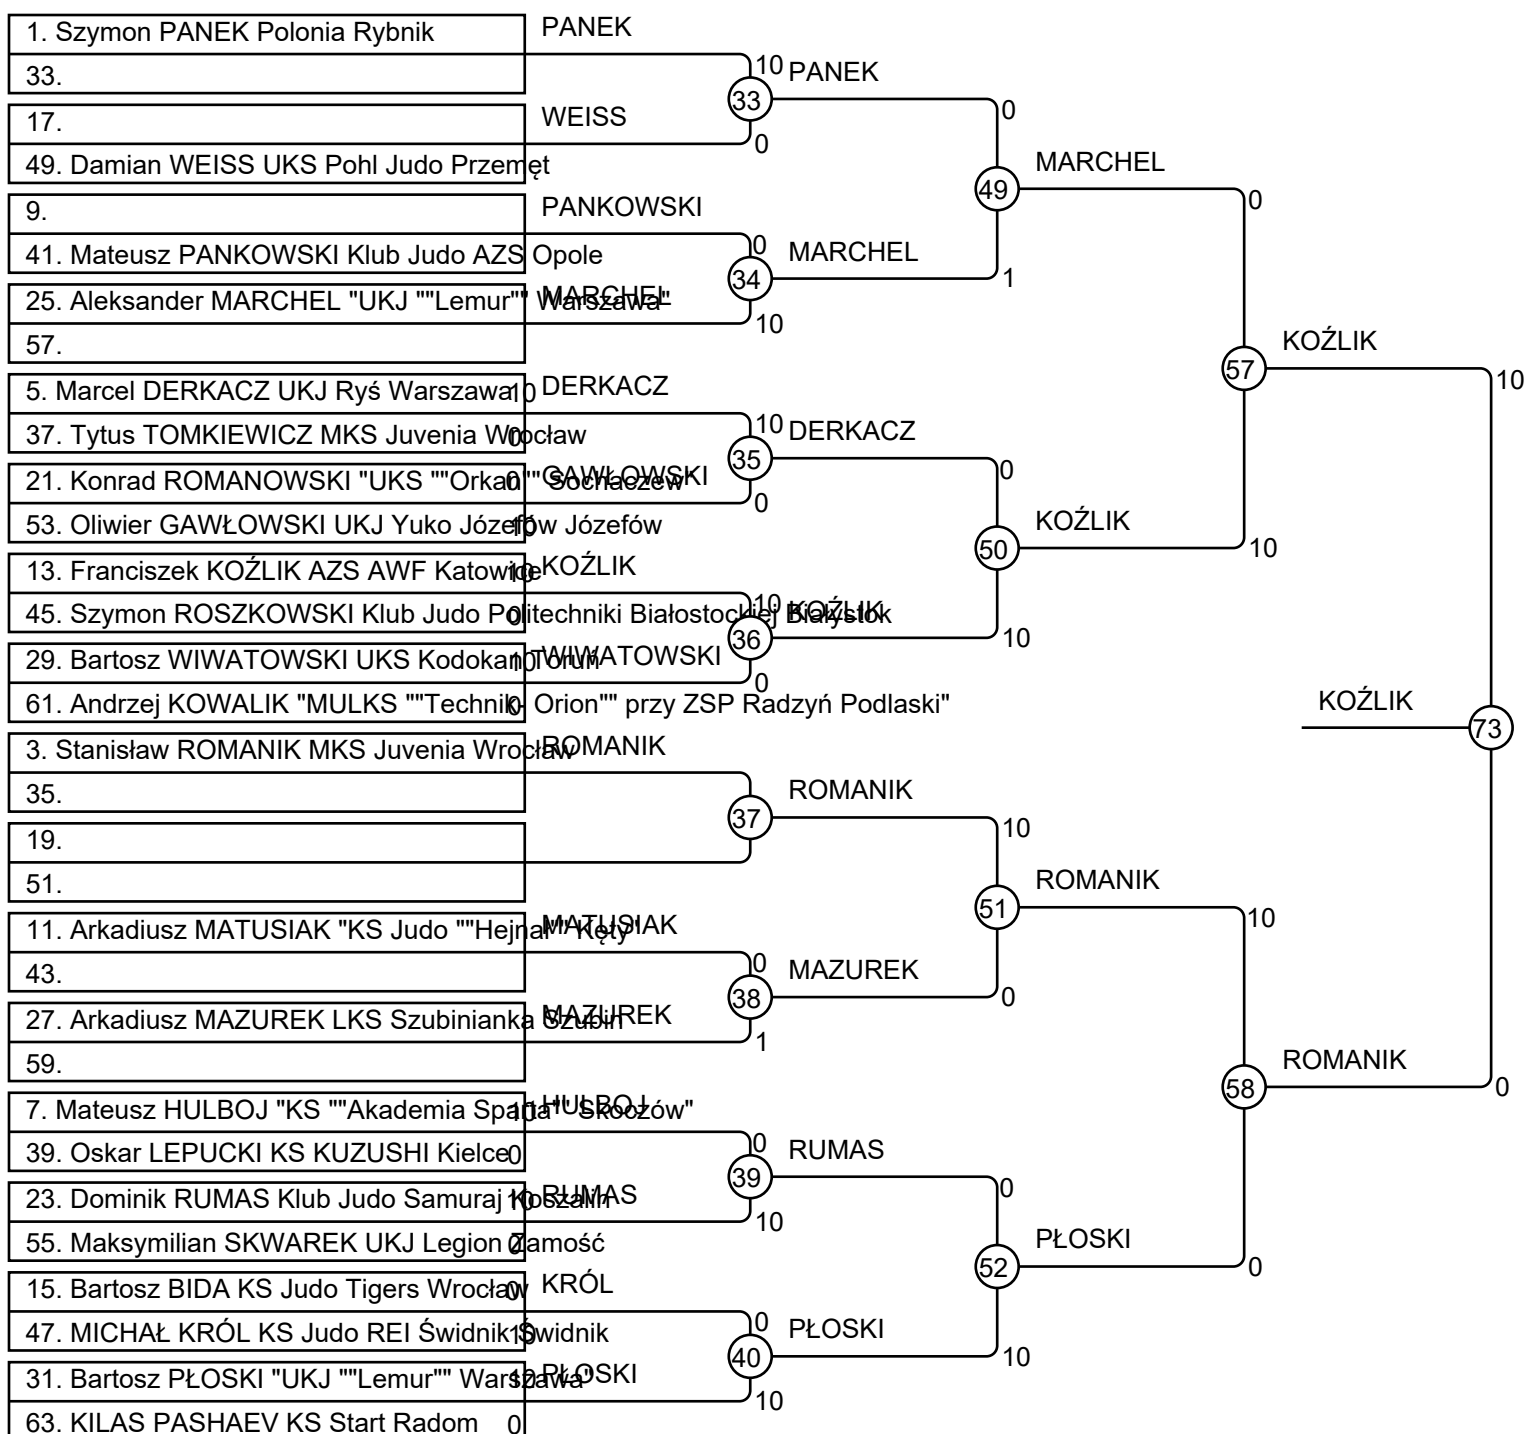 1. Szymon PANEK Polonia Rybnik
33.
17.
49. Damian WEISS UKS Pohl Judo Przemęt
9.
41. Mateusz PANKOWSKI Klub Judo AZS Opole
25. Aleksander MARCHEL "UKJ ""Lemur"" Warszawa"
57.
5. Marcel DERKACZ UKJ Ryś Warszawa 10
37. Tytus TOMKIEWICZ MKS Juvenia Wrocław 0
21. Konrad ROMANOWSKI "UKS ""Orkan"" Sochaczew" 0
53. Oliwier GAWŁOWSKI UKJ Yuko Józefów Józefów 10
13. Franciszek KOŹLIK AZS AWF Katowice 10
45. Szymon ROSZKOWSKI Klub Judo Politechniki Białostockiej Białystok 0
29. Bartosz WIWATOWSKI UKS Kodokan Toruń 10
61. Andrzej KOWALIK "MULKS ""Technik- Orion"" przy ZSP Radzyń Podlaski" 0
3. Stanisław ROMANIK MKS Juvenia Wrocław
35.
19.
51.
11. Arkadiusz MATUSIAK "KS Judo ""Hejnał"" Kęty"
43.
27. Arkadiusz MAZUREK LKS Szubinianka Szubin
59.
7. Mateusz HULBOJ "KS ""Akademia Sparta"" Skoczów" 10
39. Oskar LEPUCKI KS KUZUSHI Kielce 0
23. Dominik RUMAS Klub Judo Samuraj Koszalin 10
55. Maksymilian SKWAREK UKJ Legion Zamość 0
15. Bartosz BIDA KS Judo Tigers Wrocław 0
47. MICHAŁ KRÓL KS Judo REI Świdnik Świdnik 10
31. Bartosz PŁOSKI "UKJ ""Lemur"" Warszawa" 10
63. KILAS PASHAEV KS Start Radom 0
PANEK
10
33
WEISS
0
PANKOWSKI
0
34
MARCHEL
10
DERKACZ
10
35
GAWŁOWSKI
0
KOŹLIK
10
36
WIWATOWSKI
0
ROMANIK
37
MATUSIAK
0
38
MAZUREK
1
HULBOJ
0
39
RUMAS
10
KRÓL
0
40
PŁOSKI
10
PANEK
0
49
MARCHEL
1
DERKACZ
0
50
KOŹLIK
10
ROMANIK
10
51
MAZUREK
0
RUMAS
0
52
PŁOSKI
10
MARCHEL
0
57
KOŹLIK
10
ROMANIK
10
58
PŁOSKI
0
KOŹLIK
10
KOŹLIK
73
ROMANIK
0